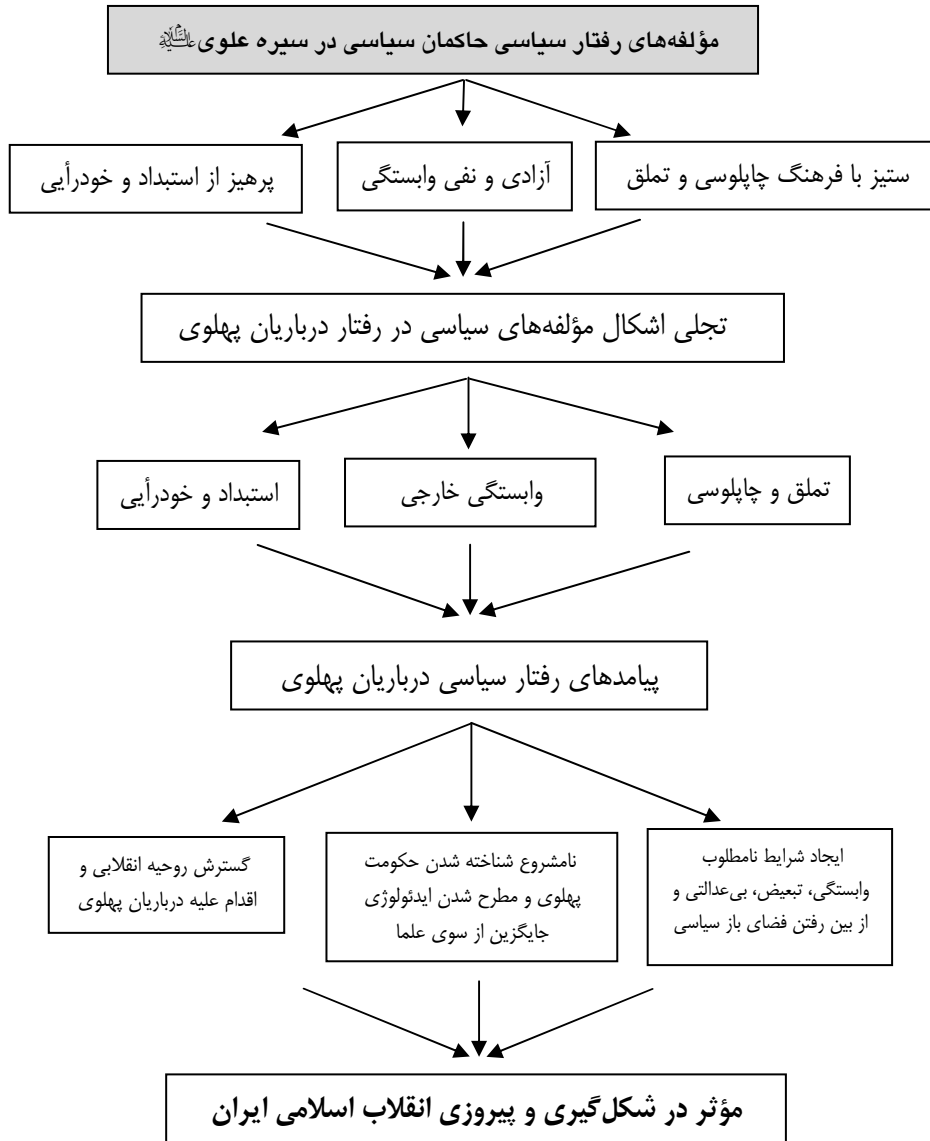 مؤلفه‌های رفتار سیاسی حاکمان سیاسی در سیره علوی علیه‌السلام
ستیز با فرهنگ چاپلوسی و تملق
آزادی و نفی وابستگی
پرهیز از استبداد و خودرأیی
تجلی اشکال مؤلفه‌های سیاسی در رفتار درباریان پهلوی
تملق و چاپلوسی
وابستگی خارجی
استبداد و خودرأیی
پیامدهای رفتار سیاسی درباریان پهلوی
ایجاد شرایط نامطلوب
وابستگی، تبعیض، بی‌عدالتی و
از بین رفتن فضای باز سیاسی
نامشروع شناخته شدن حکومت
پهلوی و مطرح شدن ایدئولوژی
جایگزین از سوی علما
گسترش روحیه انقلابی و
اقدام علیه درباریان پهلوی
مؤثر در شکل‌گیری و پیروزی انقلاب اسلامی ایران